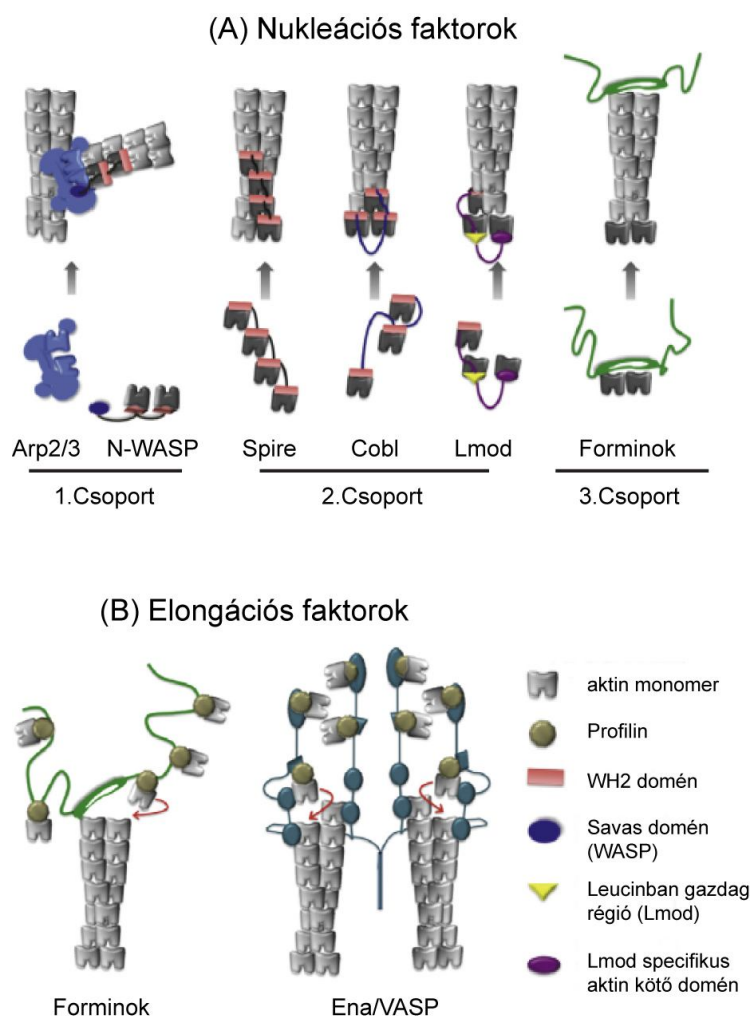 (A) Nukleációs faktorok
Arp2/3 N-WASP Spire Cobl Lmod Forminok
1.Csoport 2.Csoport 3.Csoport
(B) Elongációs faktorok
aktin monomer
Profilin
WH2 domén
Savas domén
(WASP)
Leucinban gazdag
régió (Lmod)
Lmod specifikus
aktin kötő domén
Forminok Ena/VASP